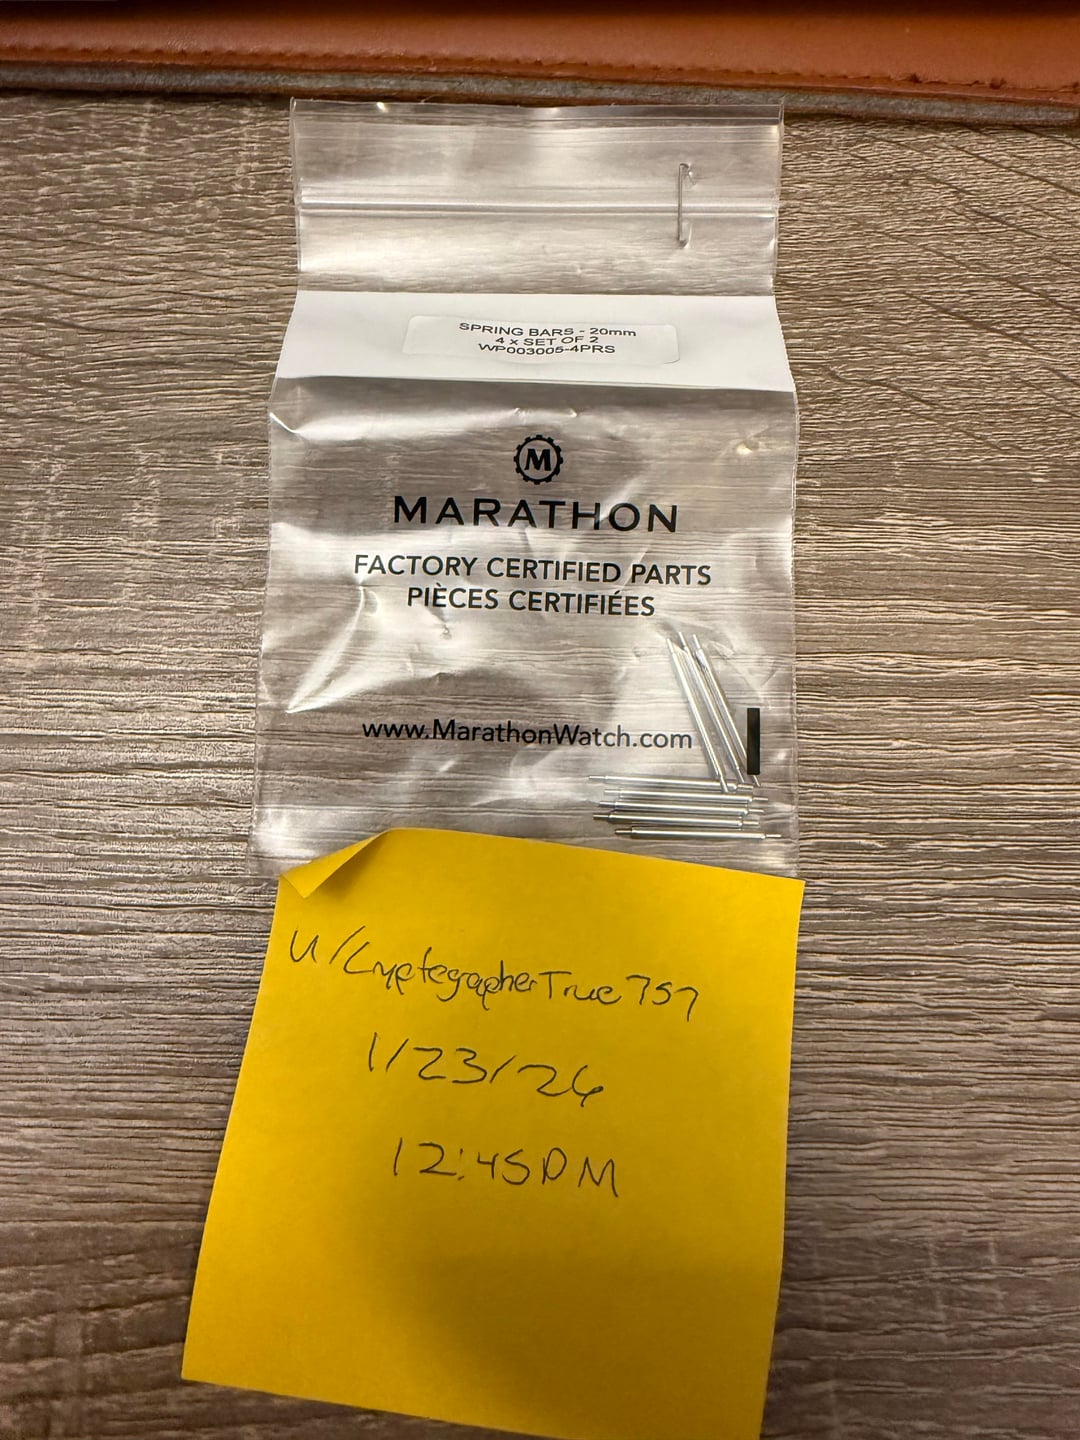 SPRING BARS - 20mm
4 x SET OF 2
WP003005-4PRS
M
MARATHON
FACTORY CERTIFIED PARTS
PIÈCES CERTIFIÉES
www.MarathonWatch.com
u/CryptegrapherTrue757
1/23/26
12:45PM